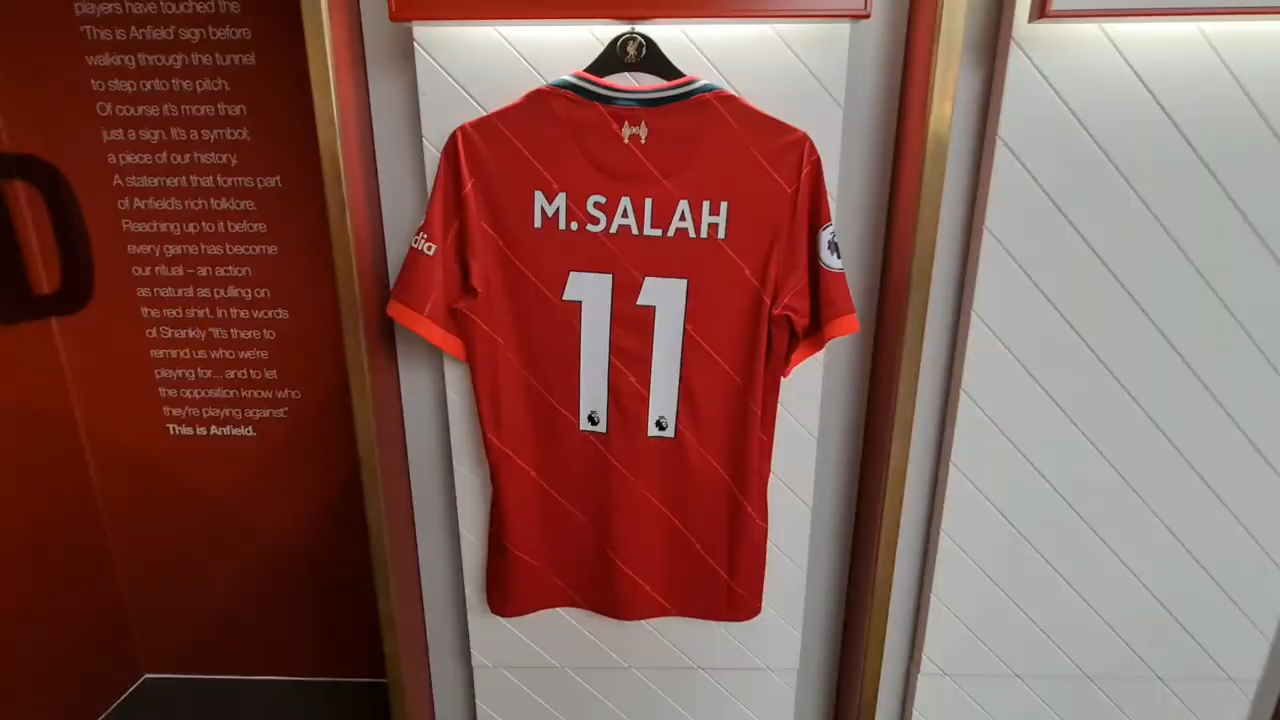 players have touched the
'This is Anfield' sign before
walking through the tunnel
to step onto the pitch.
Of course it's more than
just a sign. It's a symbol;
a piece of our history.
A statement that forms part
of Anfield's rich folklore.
Reaching up to it before
every game has become
our ritual – an action
as natural as pulling on
the red shirt. In the words
of Shankly "It's there to
remind us who we're
playing for... and to let
the opposition know who
they're playing against."
This is Anfield.
M. SALAH
11
dia